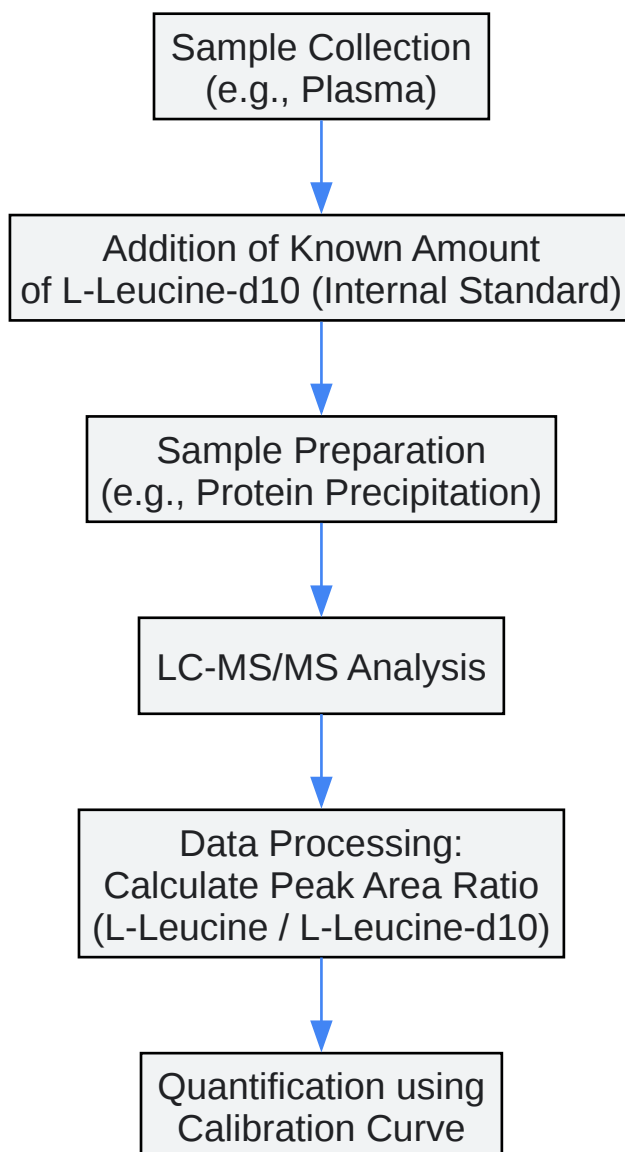 Sample Collection
(e.g., Plasma)
Addition of Known Amount
of L-Leucine-d10 (Internal Standard)
Sample Preparation
(e.g., Protein Precipitation)
LC-MS/MS Analysis
Data Processing:
Calculate Peak Area Ratio
(L-Leucine / L-Leucine-d10)
Quantification using
Calibration Curve